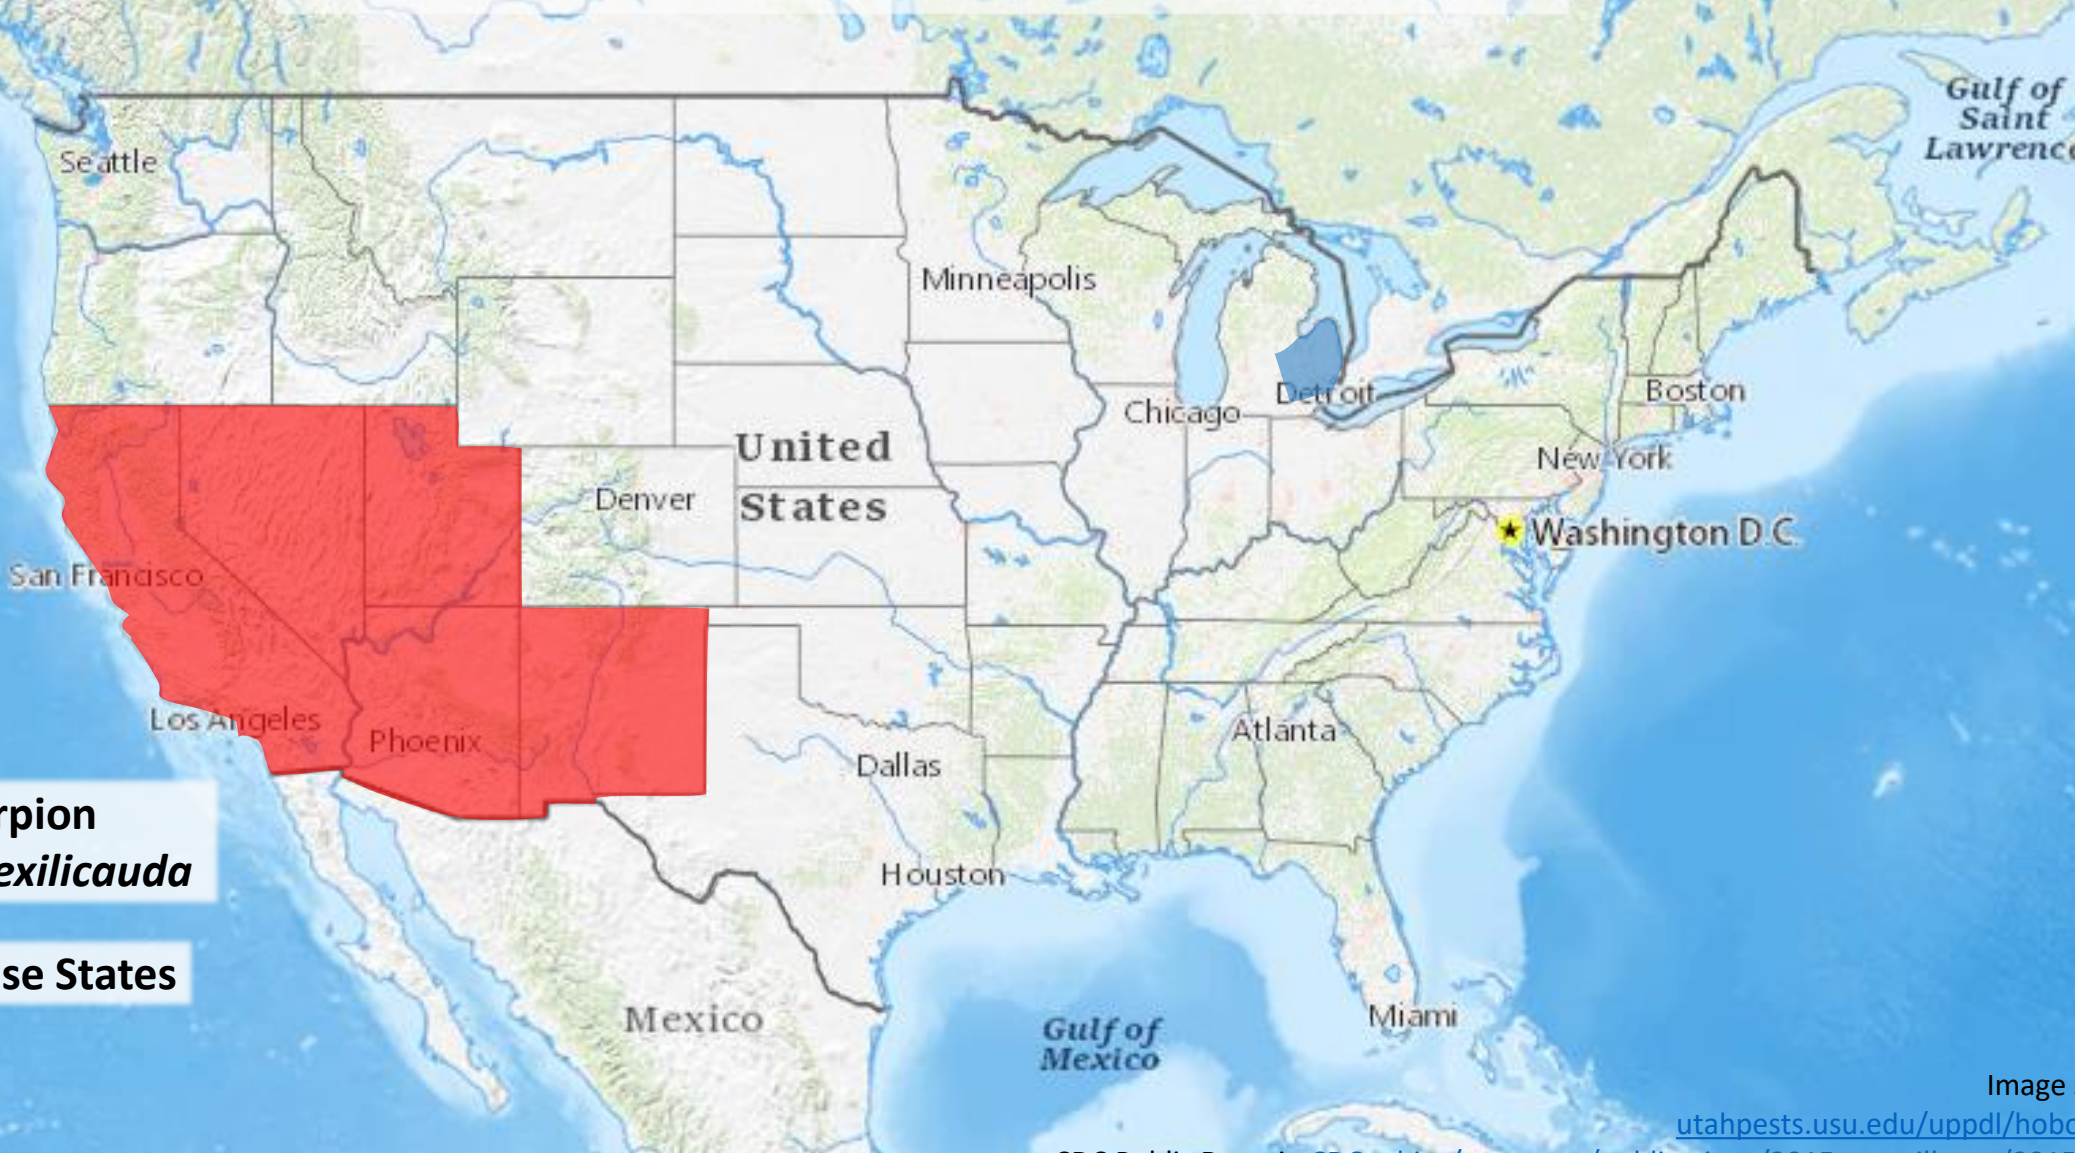 Gulf of
Saint
Lawrence
Seattle
Minneapolis
Detroit
Boston
Chicago
United
New York
Denver
States
Washington D.C.
San Francisco
Los Angeles
Phoenix
Atlanta
Dallas
rpion
exilicauda
Houston
se States
Mexico
Miami
Gulf of
Mexico
Image
utahpests.usu.edu/uppdl/hobo